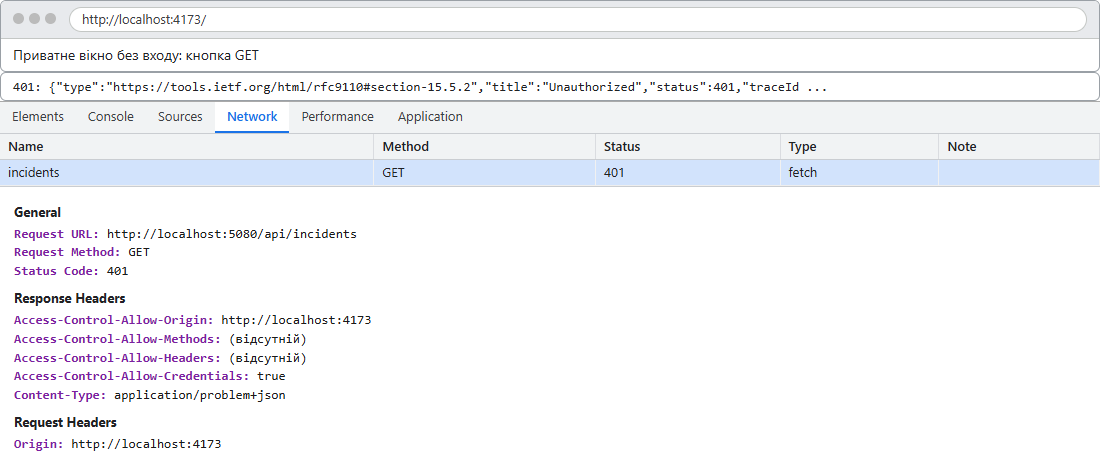 http://localhost:4173/
Приватне вікно без входу: кнопка GET
401: {"type":"https://tools.ietf.org/html/rfc9110#section-15.5.2","title":"Unauthorized","status":401,"traceId ...
Elements Console Sources Network Performance Application
Name Method Status Type Note
incidents GET 401 fetch
General
Request URL: http://localhost:5080/api/incidents
Request Method: GET
Status Code: 401
Response Headers
Access-Control-Allow-Origin: http://localhost:4173
Access-Control-Allow-Methods: (відсутній)
Access-Control-Allow-Headers: (відсутній)
Access-Control-Allow-Credentials: true
Content-Type: application/problem+json
Request Headers
Origin: http://localhost:4173